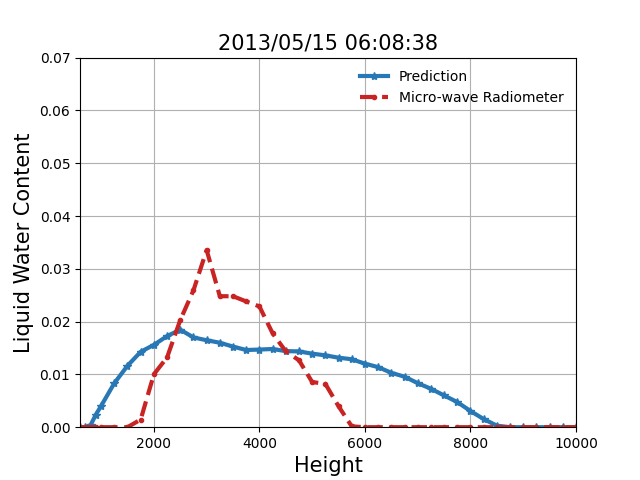 2013/05/15 06:08:38
Prediction
Micro-wave Radiometer
0.07
0.06
0.05
0.04
0.03
0.02
0.01
0.00
Liquid Water Content
2000 4000 6000 8000 10000
Height